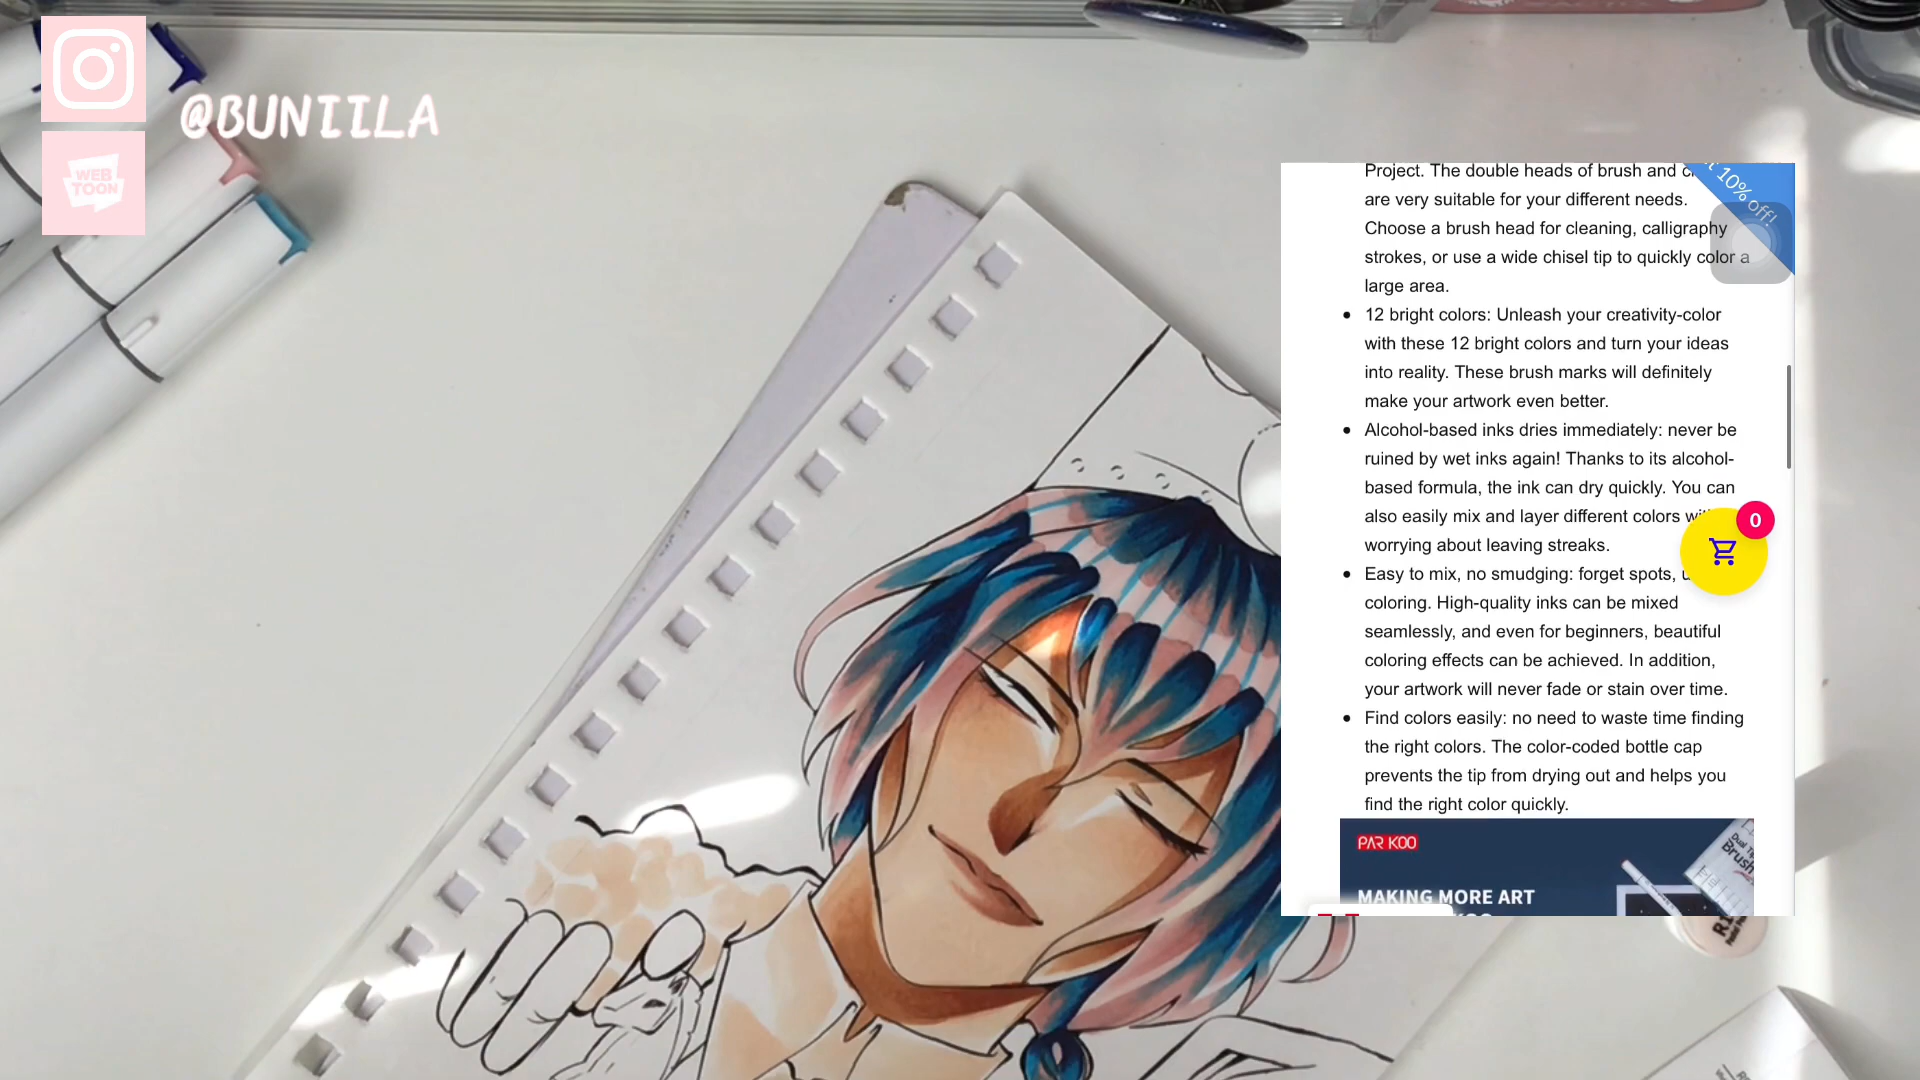 @BUNIILA
WEB
TOON
10% off!
Project. The double heads of brush and
are very suitable for your different needs.
Choose a brush head for cleaning, calligraphy
strokes, or use a wide chisel tip to quickly color a
large area.
12 bright colors: Unleash your creativity-color
with these 12 bright colors and turn your ideas
into reality. These brush marks will definitely
make your artwork even better.
Alcohol-based inks dries immediately: never be
ruined by wet inks again! Thanks to its alcohol-
based formula, the ink can dry quickly. You can
also easily mix and layer different colors
worrying about leaving streaks.
0
Easy to mix, no smudging: forget spots,
coloring. High-quality inks can be mixed
seamlessly, and even for beginners, beautiful
coloring effects can be achieved. In addition,
your artwork will never fade or stain over time.
Find colors easily: no need to waste time finding
the right colors. The color-coded bottle cap
prevents the tip from drying out and helps you
find the right color quickly.
PAR KOO
Brush
MAKING MORE ART